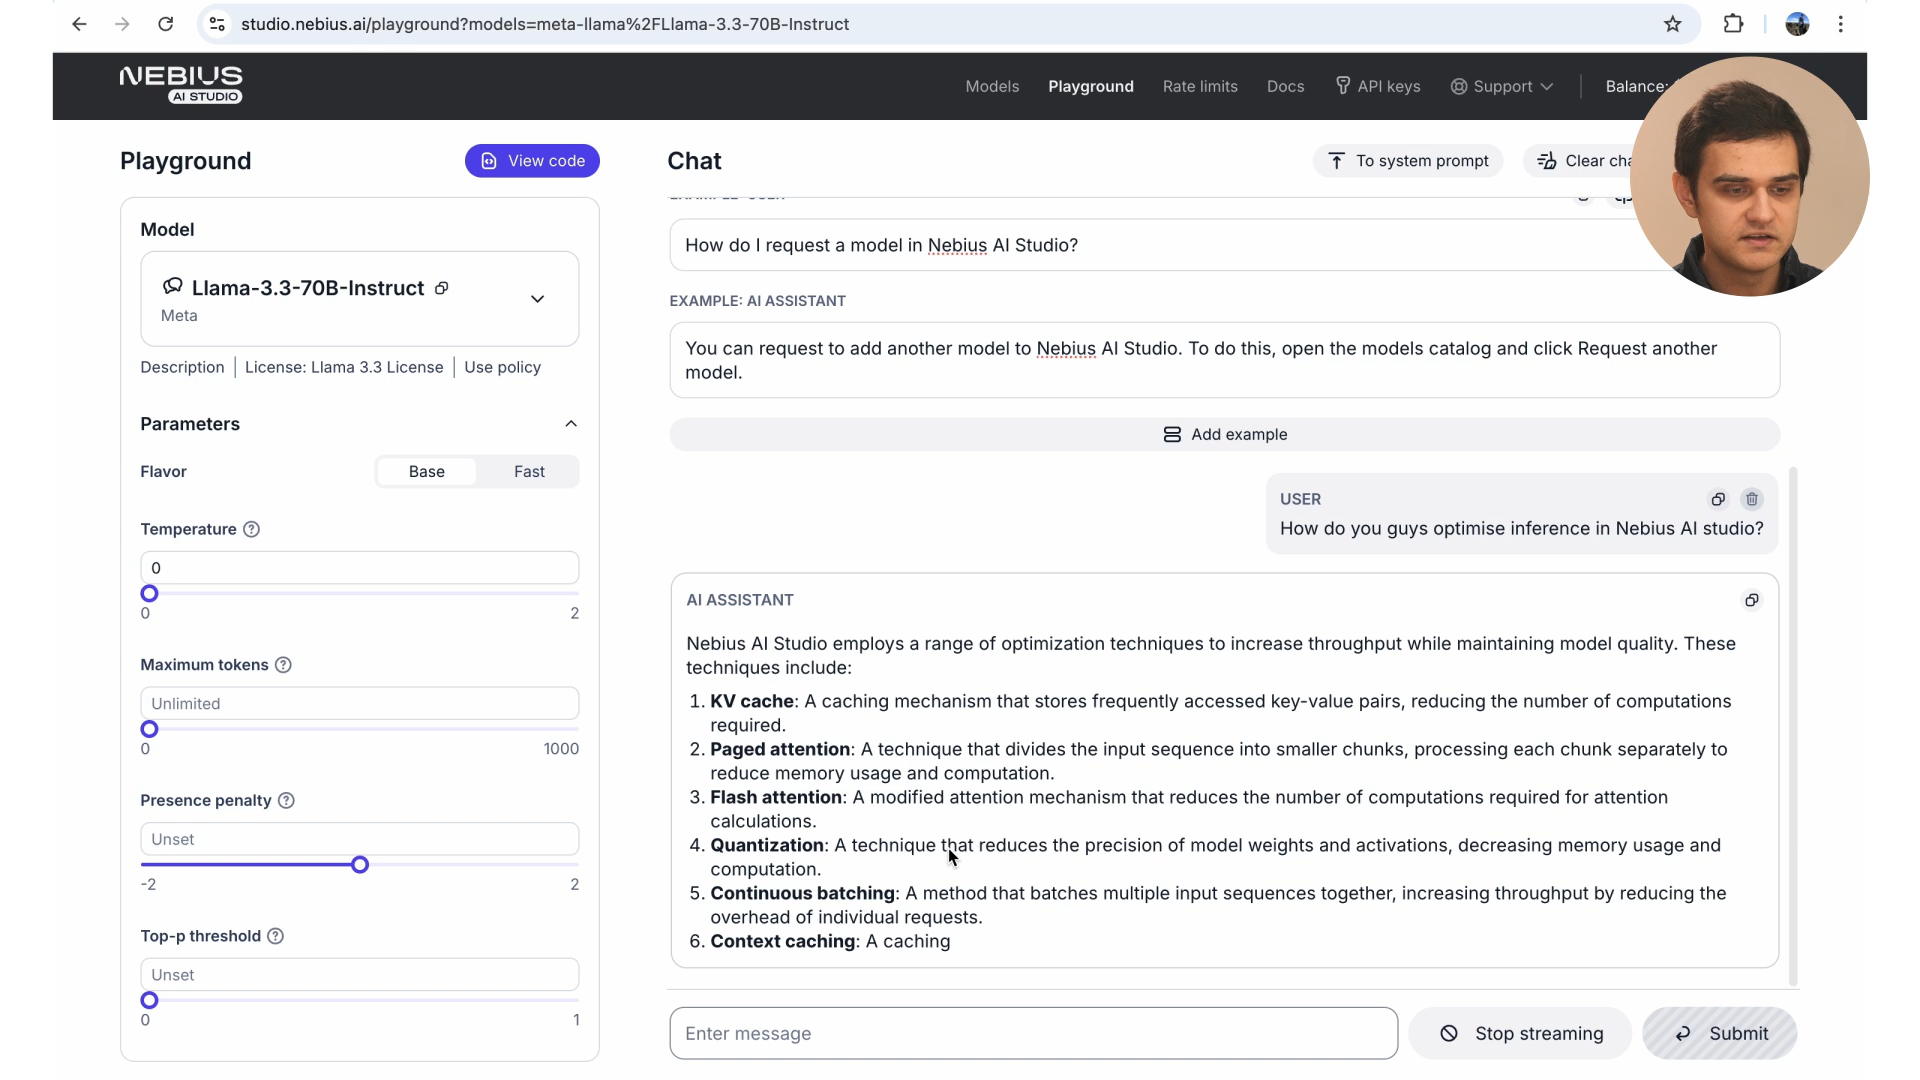 studio.nebius.ai/playground?models=meta-llama%2FLlama-3.3-70B-Instruct
NEBIUS
AI STUDIO
Models
Playground
Rate limits
Docs
API keys
Support
Balance:
Playground
View code
Model
Llama-3.3-70B-Instruct
Meta
Description
License: Llama 3.3 License
Use policy
Parameters
Flavor
Base
Fast
Temperature
0
0
2
Maximum tokens
Unlimited
0
1000
Presence penalty
Unset
-2
2
Top-p threshold
Unset
0
1
Chat
To system prompt
Clear cha
How do I request a model in Nebius AI Studio?
EXAMPLE: AI ASSISTANT
You can request to add another model to Nebius AI Studio. To do this, open the models catalog and click Request another
model.
Add example
USER
How do you guys optimise inference in Nebius AI studio?
AI ASSISTANT
Nebius AI Studio employs a range of optimization techniques to increase throughput while maintaining model quality. These
techniques include:
1. KV cache: A caching mechanism that stores frequently accessed key-value pairs, reducing the number of computations
required.
2. Paged attention: A technique that divides the input sequence into smaller chunks, processing each chunk separately to
reduce memory usage and computation.
3. Flash attention: A modified attention mechanism that reduces the number of computations required for attention
calculations.
4. Quantization: A technique that reduces the precision of model weights and activations, decreasing memory usage and
computation.
5. Continuous batching: A method that batches multiple input sequences together, increasing throughput by reducing the
overhead of individual requests.
6. Context caching: A caching
Enter message
Stop streaming
Submit